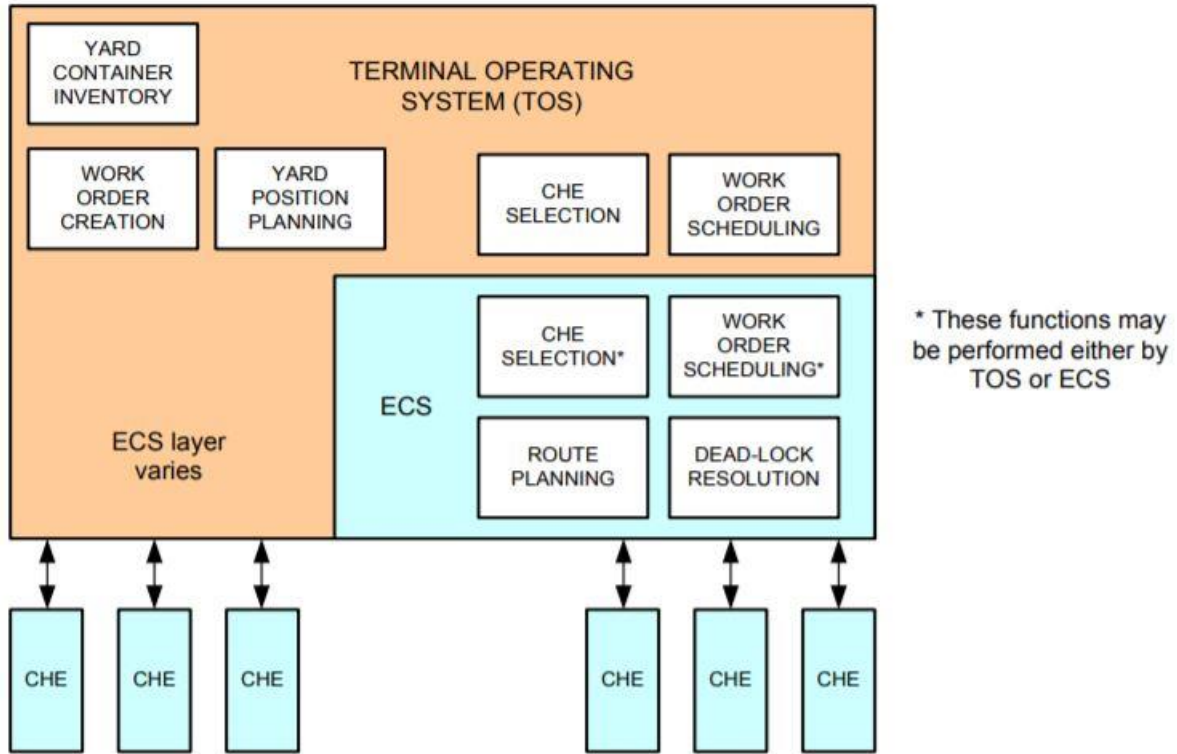 YARD
CONTAINER
INVENTORY
TERMINAL OPERATING
SYSTEM (TOS)
WORK
ORDER
CREATION
YARD
POSITION
PLANNING
CHE
SELECTION
WORK
ORDER
SCHEDULING
CHE
SELECTION*
WORK
ORDER
SCHEDULING*
* These functions may
be performed either by
TOS or ECS
ECS
ECS layer
varies
ROUTE
PLANNING
DEAD-LOCK
RESOLUTION
CHE
CHE
CHE
CHE
CHE
CHE